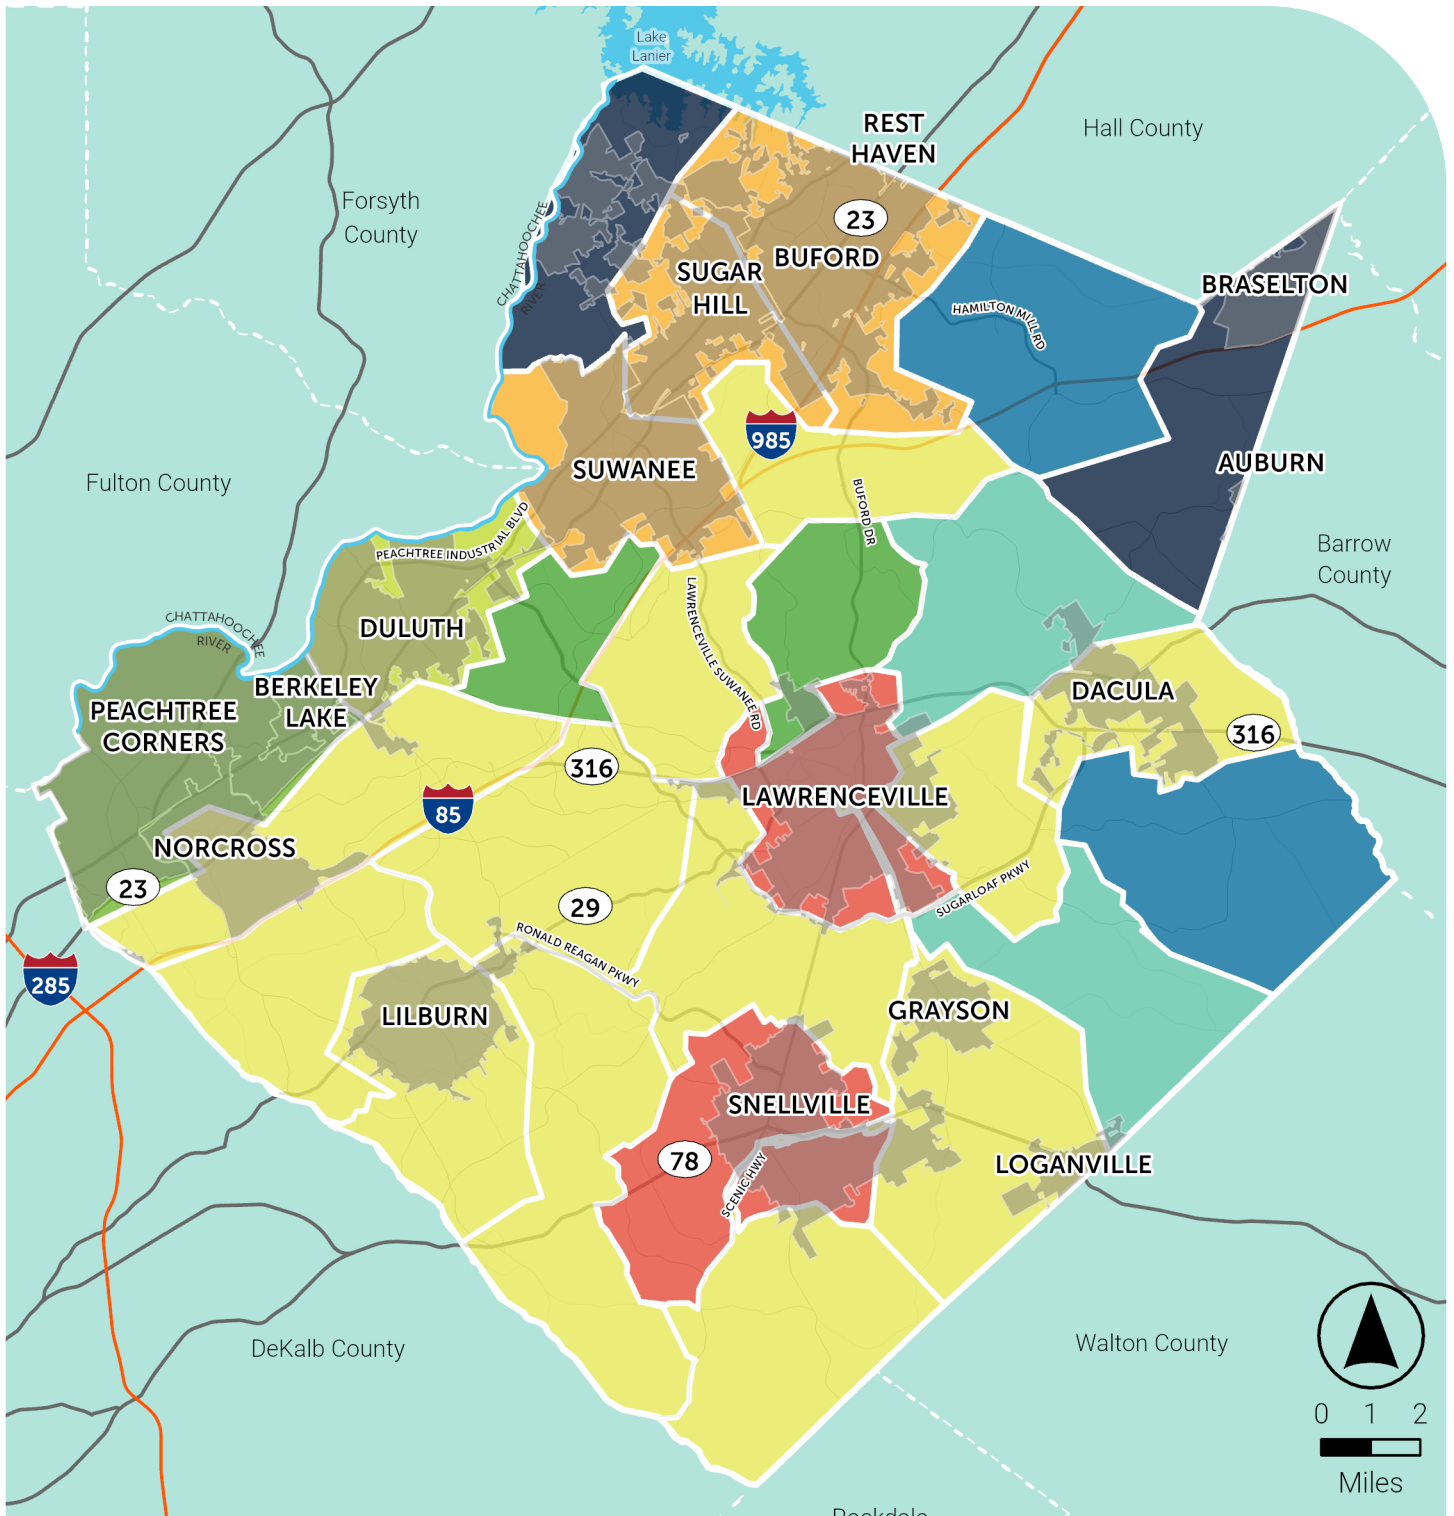 Lake
Lanier
REST
HAVEN
Hall County
Forsyth
County
CHATTAHOOCHEE
RIVER
23
BUFORD
SUGAR
HILL
BRASELTON
HAMILTON MILL RD
985
SUWANEE
AUBURN
Fulton County
BUFORD DR
PEACHTREE INDUSTRIAL BLVD
Barrow
County
CHATTAHOOCHEE
RIVER
DULUTH
LAWRENCEVILLE SUWANEE RD
BERKELEY
LAKE
PEACHTREE
CORNERS
DACULA
316
316
85
LAWRENCEVILLE
NORCROSS
23
29
SUGARLOAF PKWY
RONALD REAGAN PKWY
285
LILBURN
GRAYSON
SNELLVILLE
78
SCENIC HWY
LOGANVILLE
DeKalb County
Walton County
0 1 2
Miles